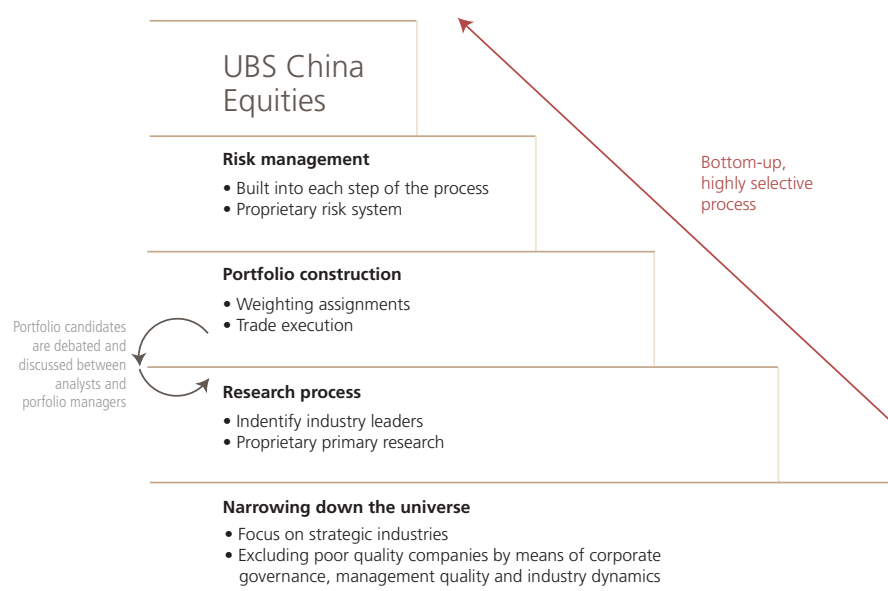 UBS China
Equities
Risk management
• Built into each step of the process
• Proprietary risk system
Bottom-up,
highly selective
process
Portfolio construction
• Weighting assignments
• Trade execution
Portfolio candidates
are debated and
discussed between
analysts and
porfolio managers
Research process
• Indentify industry leaders
• Proprietary primary research
Narrowing down the universe
• Focus on strategic industries
• Excluding poor quality companies by means of corporate
governance, management quality and industry dynamics